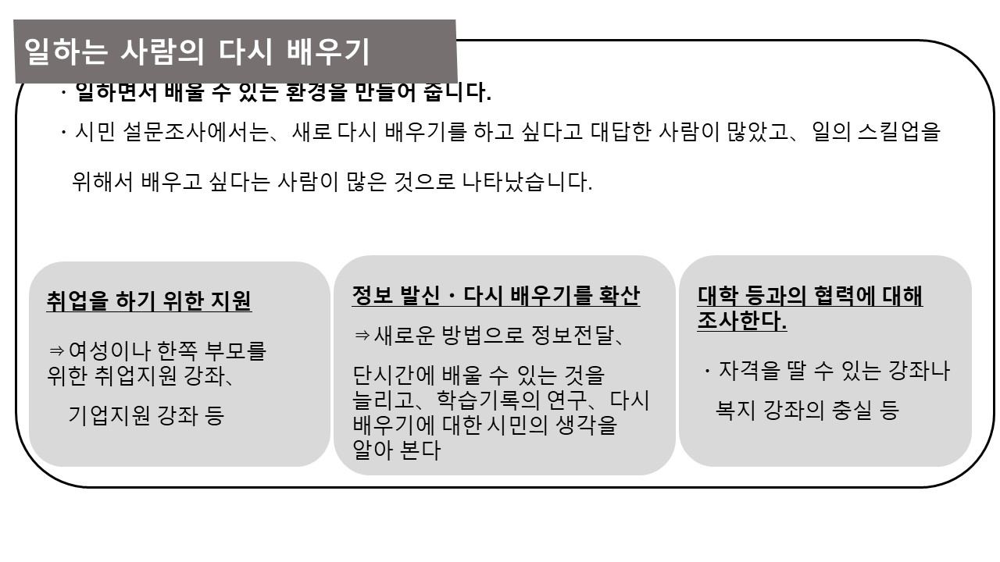 일하는 사람의 다시 배우기
・일하면서 배울 수 있는 환경을 만들어 줍니다.
・시민 설문조사에서는、새로 다시 배우기를 하고 싶다고 대답한 사람이 많았고、일의 스킬업을
위해서 배우고 싶다는 사람이 많은 것으로 나타났습니다.
취업을 하기 위한 지원
⇒여성이나 한쪽 부모를
위한 취업지원 강좌、
기업지원 강좌 등
정보 발신・다시 배우기를 확산
⇒새로운 방법으로 정보전달、
단시간에 배울 수 있는 것을
늘리고、학습기록의 연구、다시
배우기에 대한 시민의 생각을
알아 본다
대학 등과의 협력에 대해
조사한다.
・자격을 딸 수 있는 강좌나
복지 강좌의 충실 등